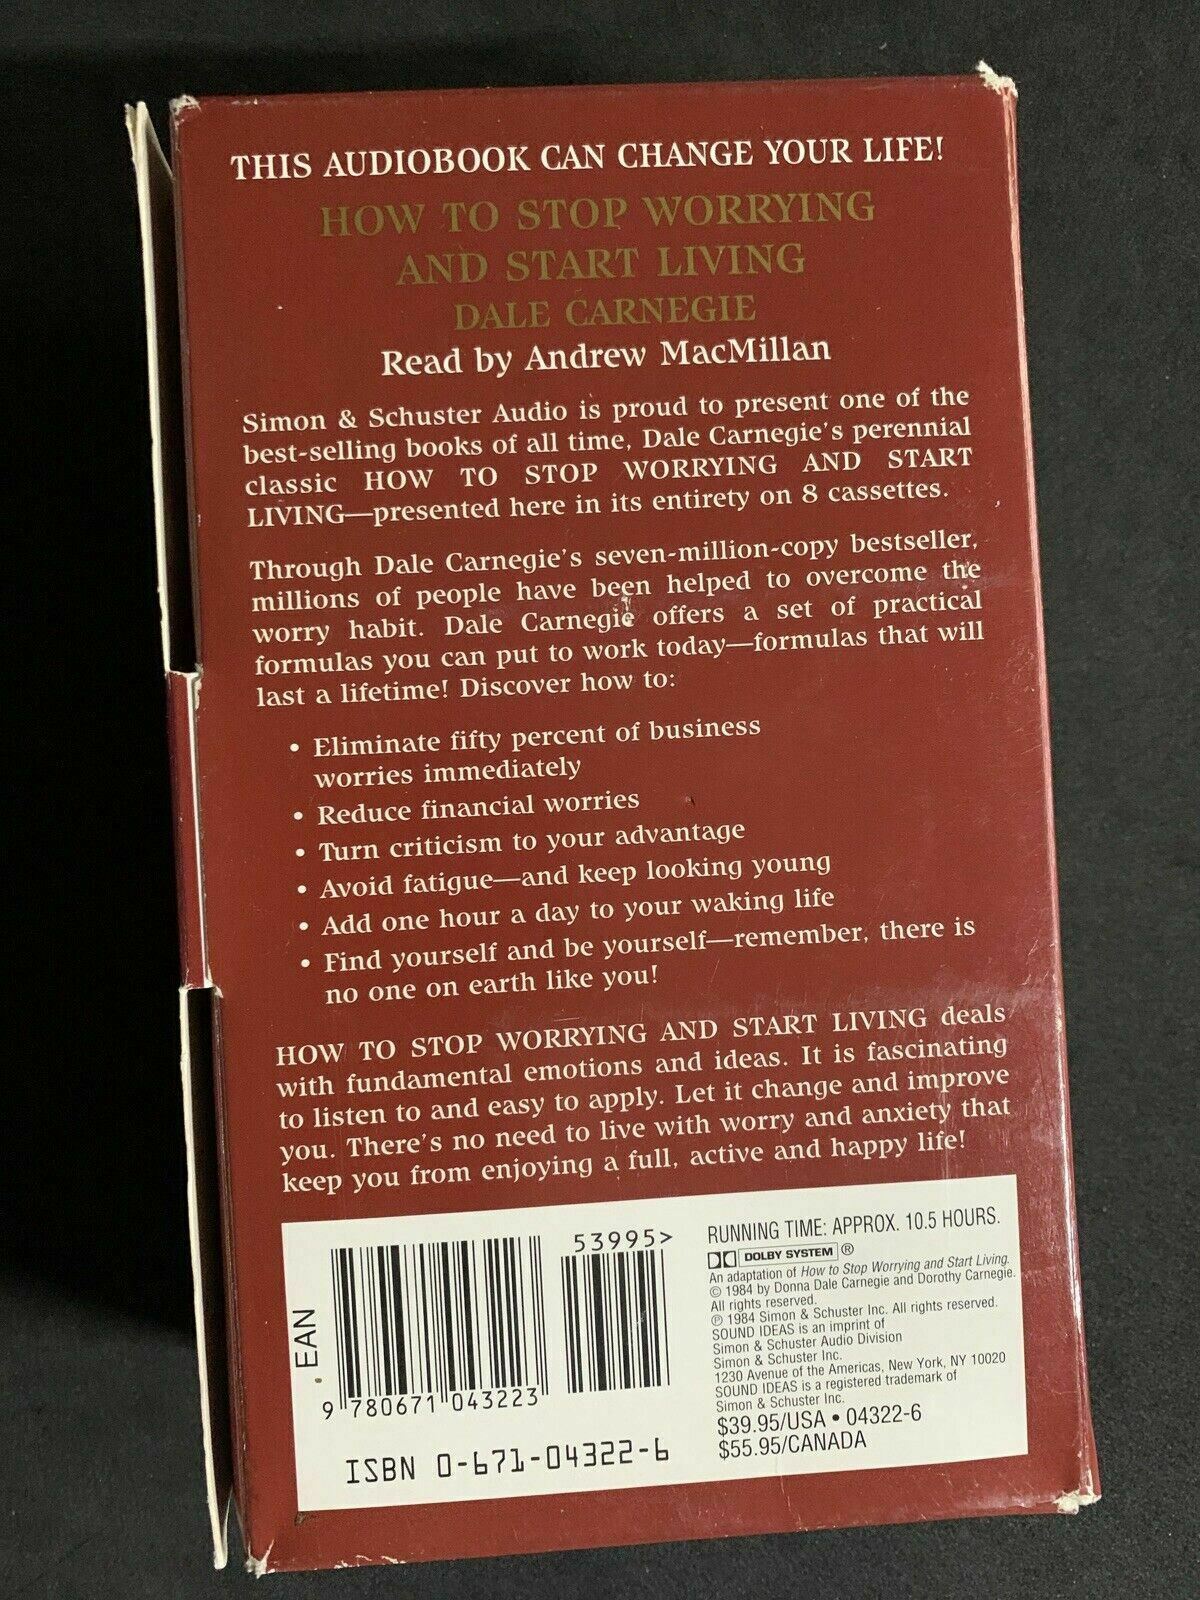 THIS AUDIOBOOK CAN CHANGE YOUR LIFE!
HOW TO STOP WORRYING
AND START LIVING
DALE CARNEGIE
Read by Andrew MacMillan
Simon & Schuster Audio is proud to present one of the
best-selling books of all time, Dale Carnegie's perennial
classic HOW TO STOP WORRYING AND START
LIVING—presented here in its entirety on 8 cassettes.
Through Dale Carnegie's seven-million-copy bestseller,
millions of people have been helped to overcome the
worry habit. Dale Carnegie offers a set of practical
formulas you can put to work today—formulas that will
last a lifetime! Discover how to:
• Eliminate fifty percent of business
worries immediately
• Reduce financial worries
• Turn criticism to your advantage
• Avoid fatigue—and keep looking young
• Add one hour a day to your waking life
• Find yourself and be yourself—remember, there is
no one on earth like you!
HOW TO STOP WORRYING AND START LIVING deals
with fundamental emotions and ideas. It is fascinating
to listen to and easy to apply. Let it change and improve
you. There's no need to live with worry and anxiety that
keep you from enjoying a full, active and happy life!
EAN
53995>
9 780671 043223
ISBN 0-671-04322-6
RUNNING TIME: APPROX. 10.5 HOURS.
DOLBY SYSTEM ®
An adaptation of How to Stop Worrying and Start Living.
© 1984 by Donna Dale Carnegie and Dorothy Carnegie.
All rights reserved.
℗ 1984 Simon & Schuster Inc. All rights reserved.
SOUND IDEAS is an imprint of
Simon & Schuster Audio Division
Simon & Schuster Inc.
1230 Avenue of the Americas, New York, NY 10020
SOUND IDEAS is a registered trademark of
Simon & Schuster Inc.
$39.95/USA • 04322-6
$55.95/CANADA